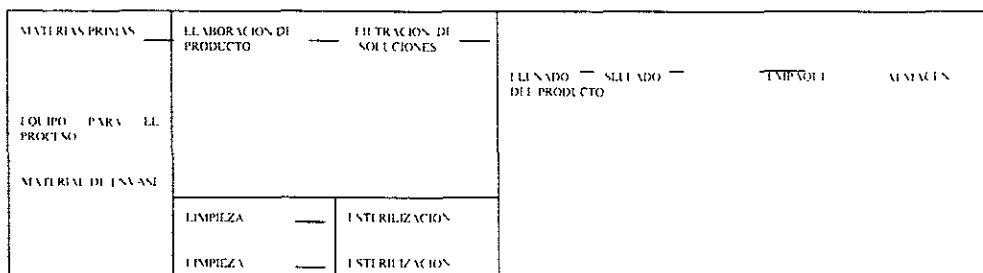 MATERIAS PRIMAS
ELABORACION DE
PRODUCTO
FILTRACION DE
SOLUCIONES
LLENADO
DEL PRODUCTO
SELLADO
EMPAQUE
ALMACEN
EQUIPO PARA EL
PROCESO
MATERIAL DE ENVASE
LIMPIEZA
ESTERILIZACION
LIMPIEZA
ESTERILIZACION